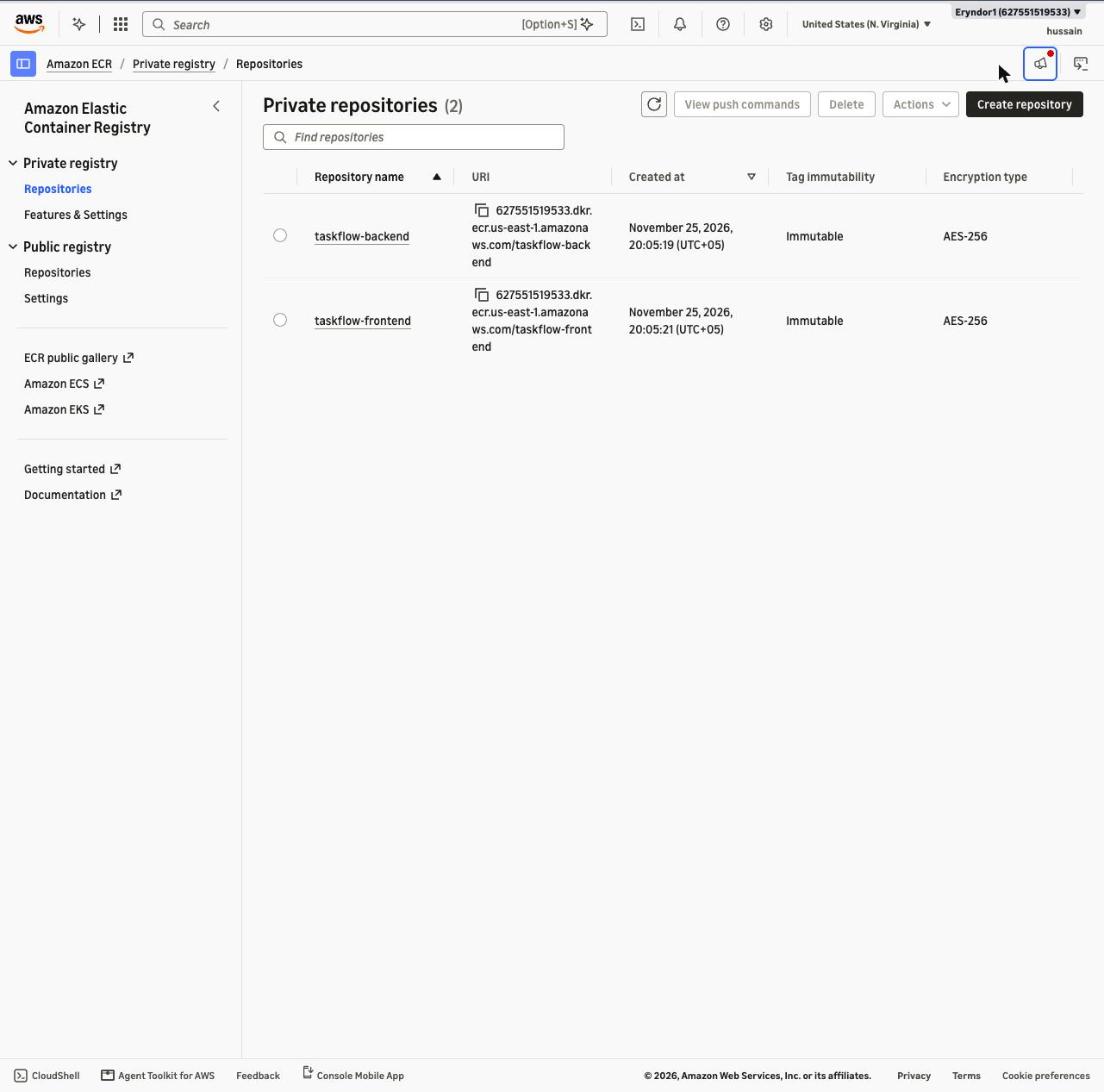 aws
Search
[Option+S]
United States (N. Virginia) ▼
Eryndor1 (627551519533) ▼
hussain
Amazon ECR / Private registry / Repositories
Amazon Elastic
Container Registry
Private registry
Repositories
Features & Settings
Public registry
Repositories
Settings
ECR public gallery
Amazon ECS
Amazon EKS
Getting started
Documentation
Private repositories (2)
View push commands
Delete
Actions
Create repository
Find repositories
Repository name
URI
Created at
Tag immutability
Encryption type
taskflow-backend
627551519533.dkr.
ecr.us-east-1.amazona
ws.com/taskflow-back
end
November 25, 2026,
20:05:19 (UTC+05)
Immutable
AES-256
taskflow-frontend
627551519533.dkr.
ecr.us-east-1.amazona
ws.com/taskflow-front
end
November 25, 2026,
20:05:21 (UTC+05)
Immutable
AES-256
CloudShell
Agent Toolkit for AWS
Feedback
Console Mobile App
© 2026, Amazon Web Services, Inc. or its affiliates.
Privacy
Terms
Cookie preferences